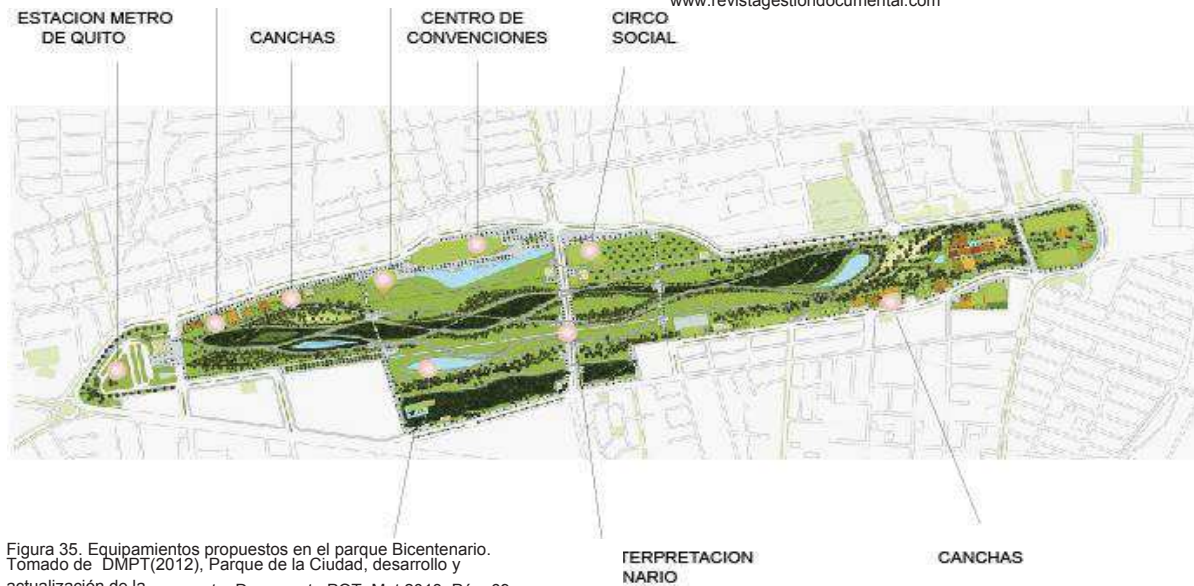 www.revistagestiondocumental.com
ESTACION METRO
DE QUITO
CANCHAS
CENTRO DE
CONVENCIONES
CIRCO
SOCIAL
Figura 35. Equipamientos propuestos en el parque Bicentenario.
Tomado de DMPT(2012), Parque de la Ciudad, desarrollo y
actualización de la
TERPRETACION
NARIO
CANCHAS